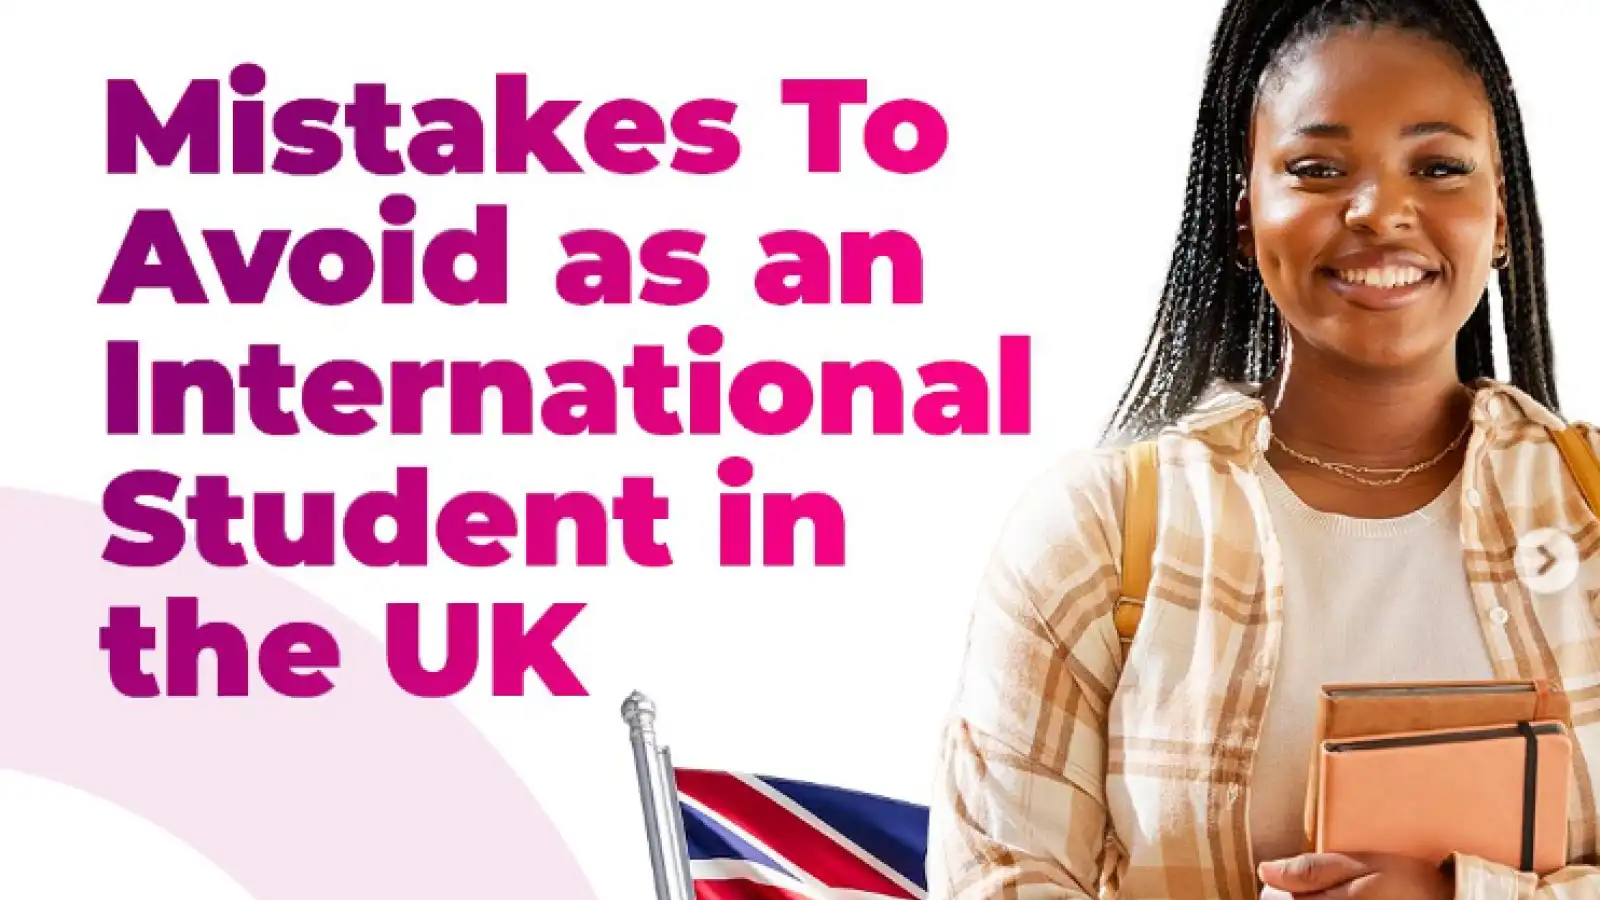 Mistakes To
Avoid as an
International
Student in
the UK